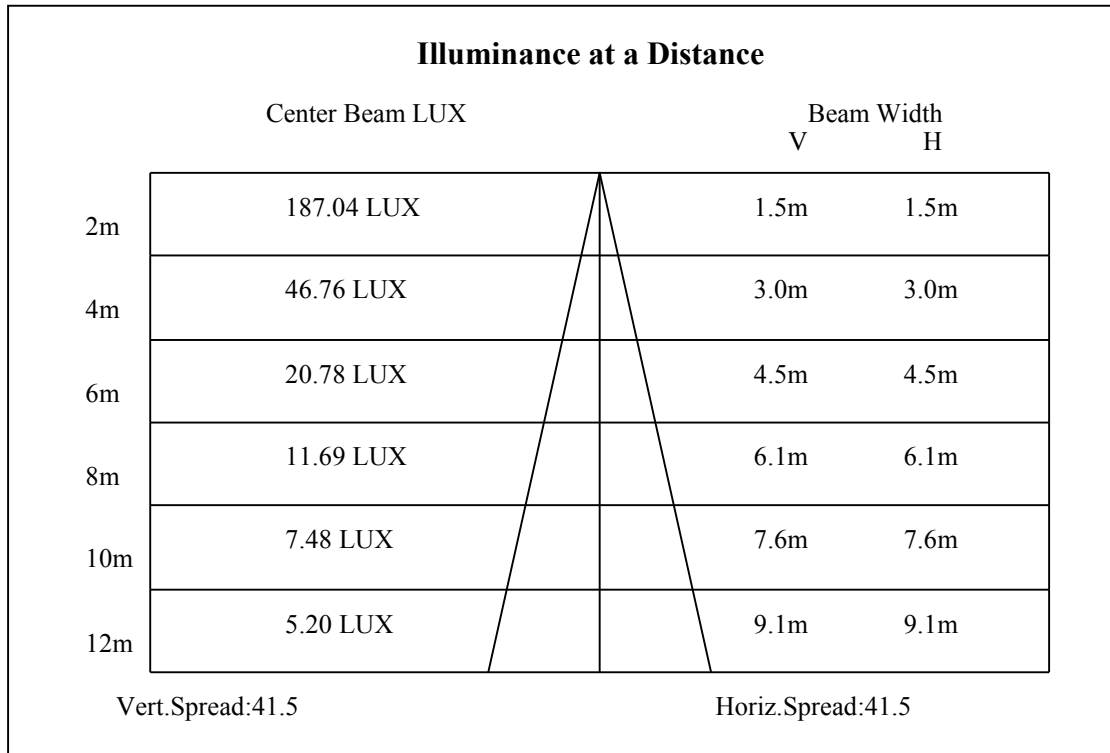 Illuminance at a Distance
Center Beam LUX Beam Width
V H
2m 187.04 LUX 1.5m 1.5m
4m 46.76 LUX 3.0m 3.0m
6m 20.78 LUX 4.5m 4.5m
8m 11.69 LUX 6.1m 6.1m
10m 7.48 LUX 7.6m 7.6m
12m 5.20 LUX 9.1m 9.1m
Vert.Spread:41.5 Horiz.Spread:41.5